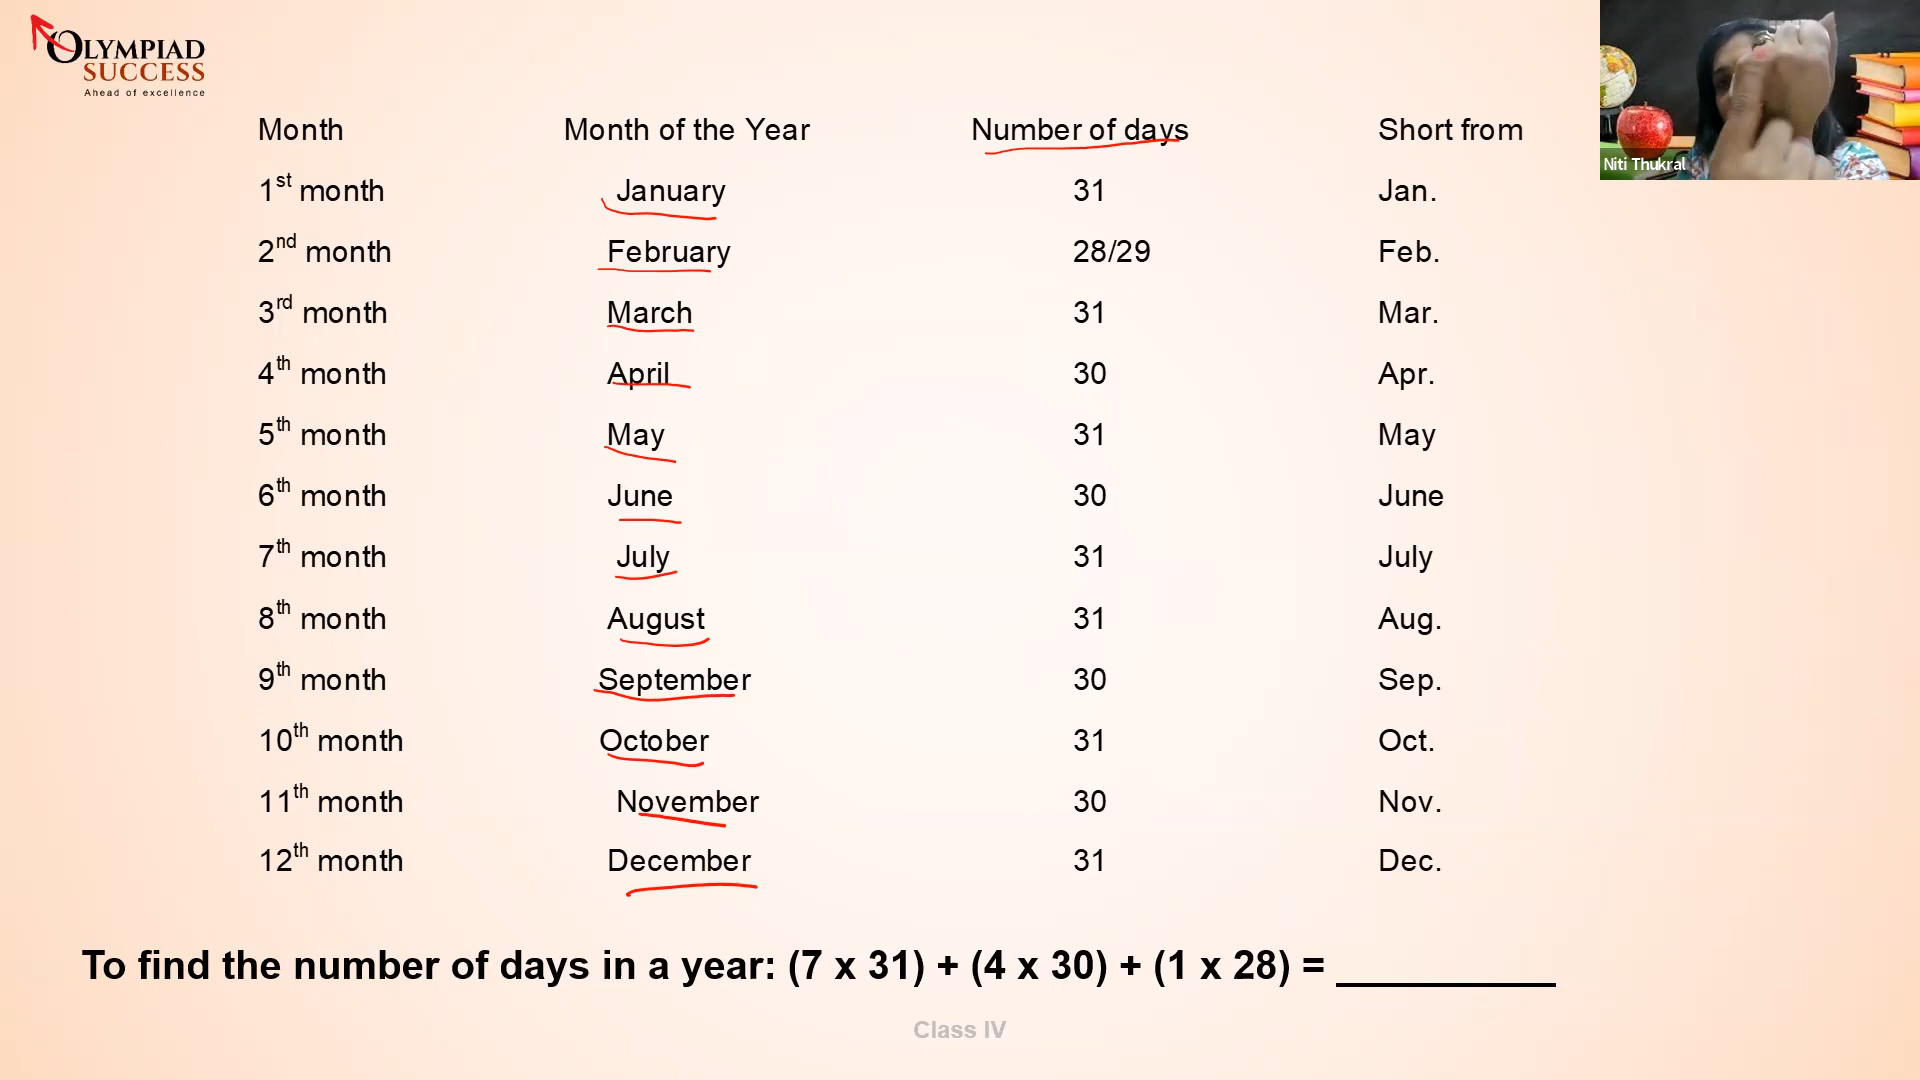 OLYMPIAD
SUCCESS
Ahead of excellence
Niti Thukral
Month Month of the Year Number of days Short from
1st month January 31 Jan.
2nd month February 28/29 Feb.
3rd month March 31 Mar.
4th month April 30 Apr.
5th month May 31 May
6th month June 30 June
7th month July 31 July
8th month August 31 Aug.
9th month September 30 Sep.
10th month October 31 Oct.
11th month November 30 Nov.
12th month December 31 Dec.
To find the number of days in a year: (7 x 31) + (4 x 30) + (1 x 28) = __________
Class IV